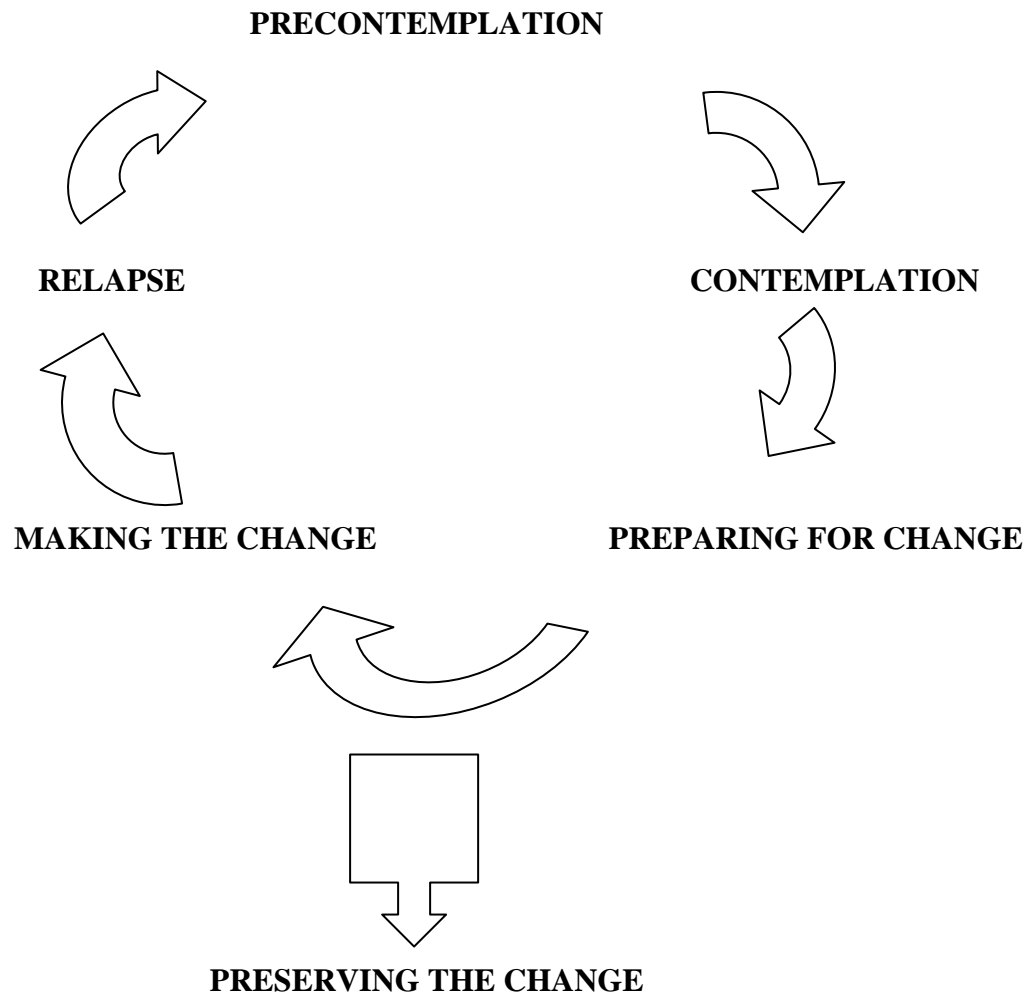 PRECONTEMPLATION
RELAPSE
CONTEMPLATION
MAKING THE CHANGE
PREPARING FOR CHANGE
PRESERVING THE CHANGE